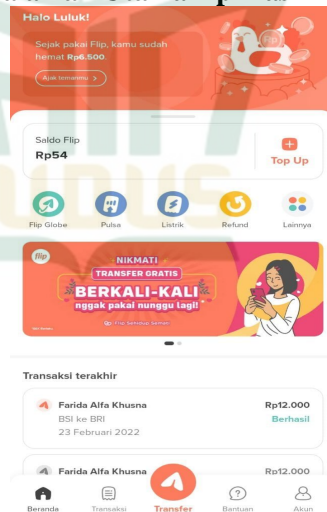 Halo Luluk!
Sejak pakai Flip, kamu sudah
hemat Rp6.500.
Ajak temanmu >
Rp
Saldo Flip
Rp54
Top Up
Flip Globe
Pulsa
Listrik
Refund
Lainnya
flip
NIKMATI
TRANSFER GRATIS
BERKALI-KALI
nggak pakai nunggu lagi!
Transaksi terakhir
Farida Alfa Khusna
Rp12.000
BSI ke BRI
Berhasil
23 Februari 2022
Farida Alfa Khusna
Rp12.000
Beranda
Transaksi
Transfer
Bantuan
Akun